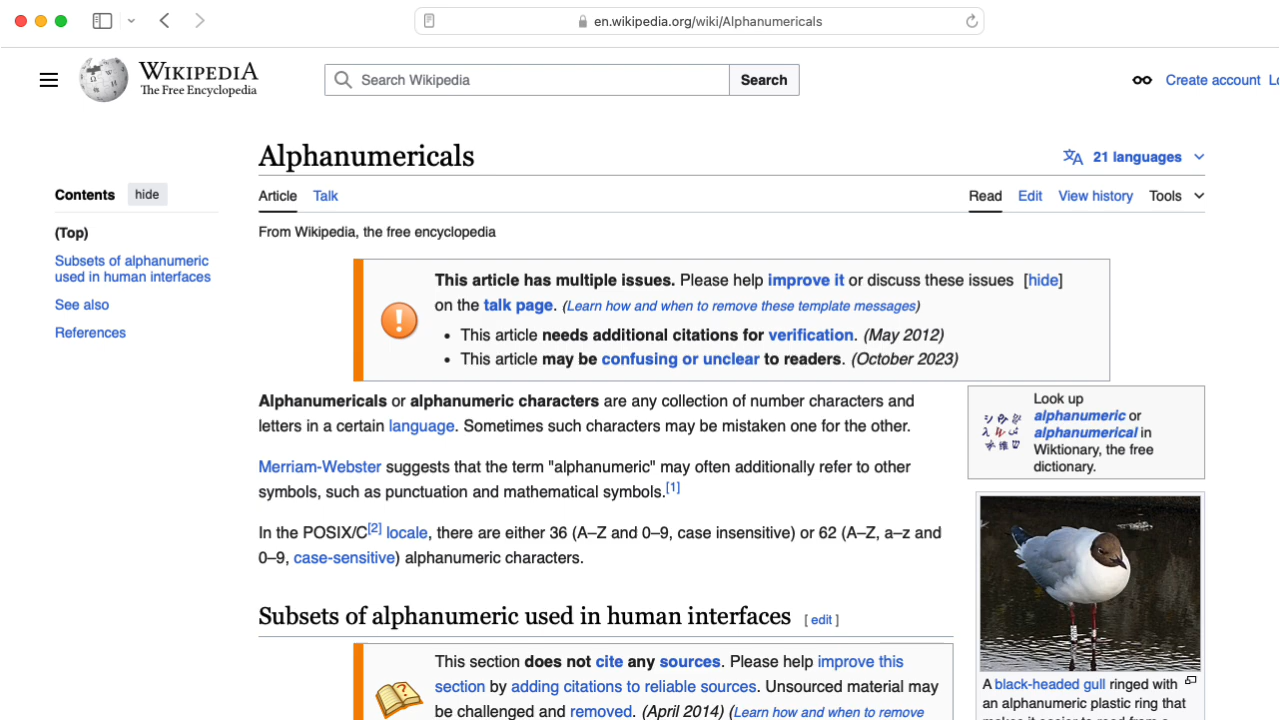 en.wikipedia.org/wiki/Alphanumericals
WIKIPEDIA
The Free Encyclopedia
Search Wikipedia
Search
Create account
Alphanumericals
21 languages
Contents hide
Article Talk
Read Edit View history Tools
(Top)
From Wikipedia, the free encyclopedia
Subsets of alphanumeric
used in human interfaces
See also
References
This article has multiple issues. Please help improve it or discuss these issues [hide]
on the talk page. (Learn how and when to remove these template messages)
• This article needs additional citations for verification. (May 2012)
• This article may be confusing or unclear to readers. (October 2023)
Alphanumericals or alphanumeric characters are any collection of number characters and
letters in a certain language. Sometimes such characters may be mistaken one for the other.
Merriam-Webster suggests that the term "alphanumeric" may often additionally refer to other
symbols, such as punctuation and mathematical symbols.[1]
In the POSIX/C[2] locale, there are either 36 (A–Z and 0–9, case insensitive) or 62 (A–Z, a–z and
0–9, case-sensitive) alphanumeric characters.
Look up
alphanumeric or
alphanumerical in
Wiktionary, the free
dictionary.
Subsets of alphanumeric used in human interfaces [ edit ]
This section does not cite any sources. Please help improve this
section by adding citations to reliable sources. Unsourced material may
be challenged and removed. (April 2014) (Learn how and when to remove
A black-headed gull ringed with
an alphanumeric plastic ring that